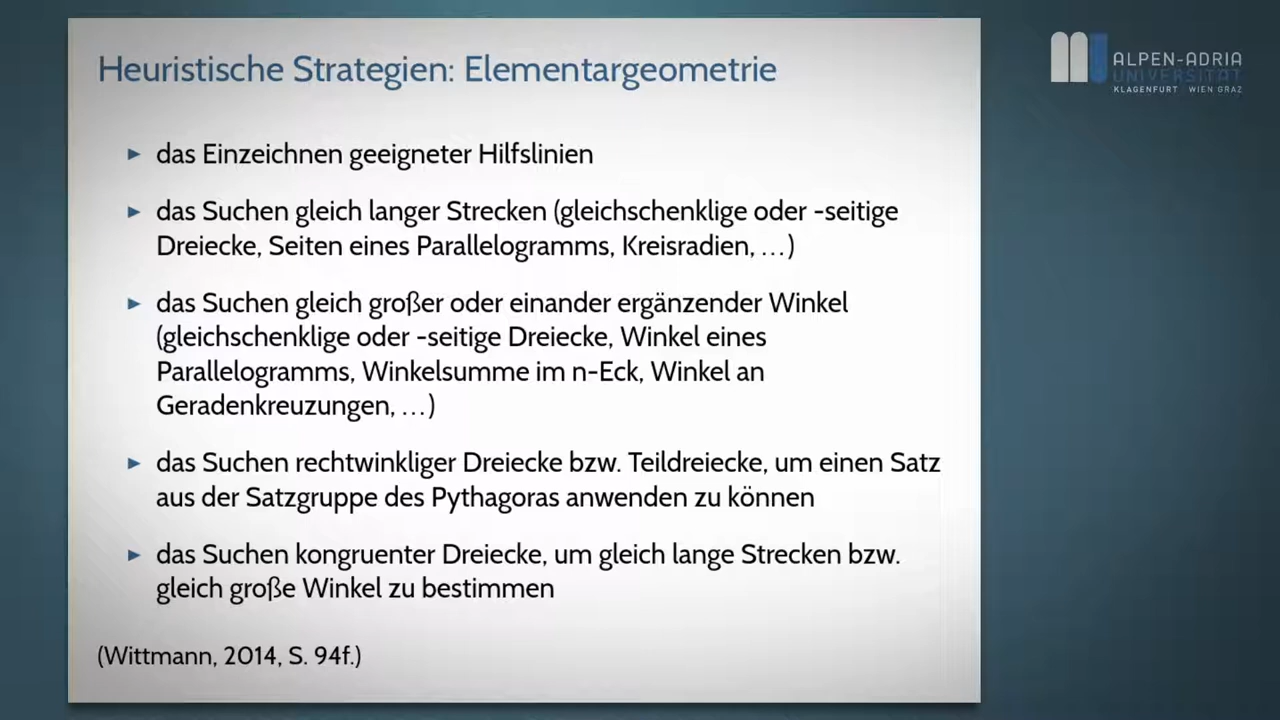 Heuristische Strategien: Elementargeometrie
► das Einzeichnen geeigneter Hilfslinien
► das Suchen gleich langer Strecken (gleichschenklige oder -seitige
Dreiecke, Seiten eines Parallelogramms, Kreisradien, …)
► das Suchen gleich großer oder einander ergänzender Winkel
(gleichschenklige oder -seitige Dreiecke, Winkel eines
Parallelogramms, Winkelsumme im n-Eck, Winkel an
Geradenkreuzungen, …)
► das Suchen rechtwinkliger Dreiecke bzw. Teildreiecke, um einen Satz
aus der Satzgruppe des Pythagoras anwenden zu können
► das Suchen kongruenter Dreiecke, um gleich lange Strecken bzw.
gleich große Winkel zu bestimmen
(Wittmann, 2014, S. 94f.)
ALPEN-ADRIA
UNIVERSITÄT
KLAGENFURT WIEN GRAZ